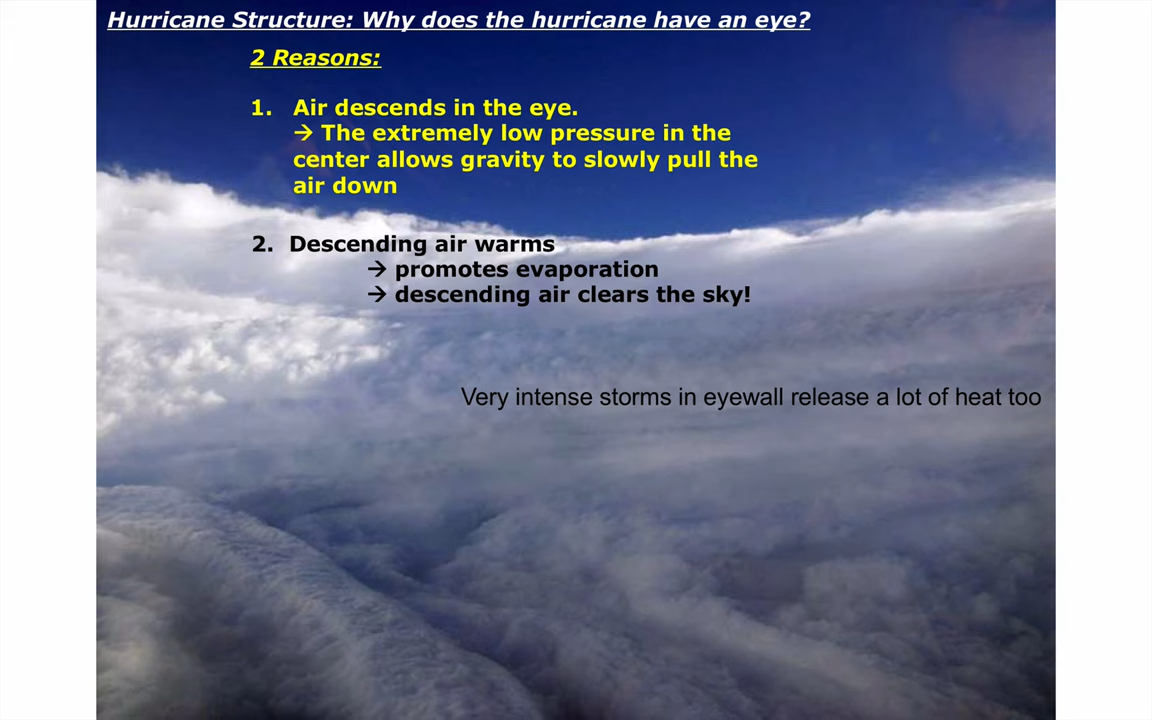 Hurricane Structure: Why does the hurricane have an eye?
2 Reasons:
1. Air descends in the eye.
→ The extremely low pressure in the
center allows gravity to slowly pull the
air down
2. Descending air warms
→ promotes evaporation
→ descending air clears the sky!
Very intense storms in eyewall release a lot of heat too